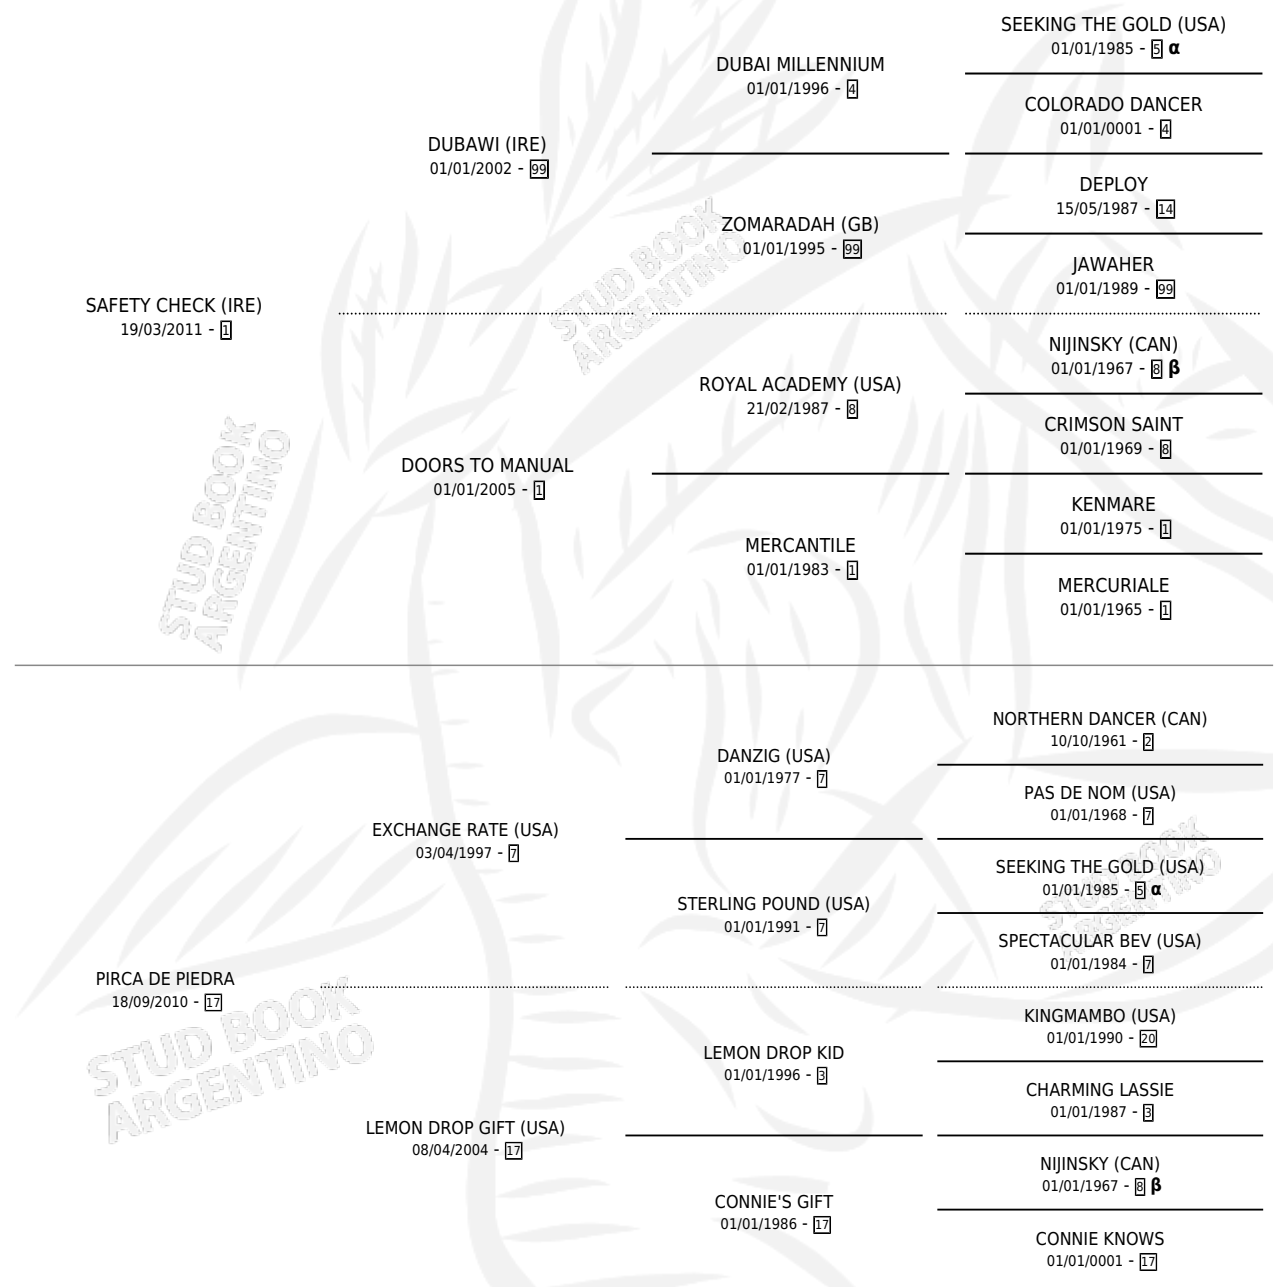 SEEKING THE GOLD (USA)
01/01/1985 - 5 α
DUBAI MILLENNIUM
01/01/1996 - 4
COLORADO DANCER
01/01/0001 - 4
DUBAWI (IRE)
01/01/2002 - 99
DEPLOY
15/05/1987 - 14
ZOMARADAH (GB)
01/01/1995 - 99
JAWAHER
01/01/1989 - 99
SAFETY CHECK (IRE)
19/03/2011 - 1
NIJINSKY (CAN)
01/01/1967 - 8 β
ROYAL ACADEMY (USA)
21/02/1987 - 8
CRIMSON SAINT
01/01/1969 - 8
DOORS TO MANUAL
01/01/2005 - 1
KENMARE
01/01/1975 - 1
MERCANTILE
01/01/1983 - 1
MERCURIALE
01/01/1965 - 1
NORTHERN DANCER (CAN)
10/10/1961 - 2
DANZIG (USA)
01/01/1977 - 7
PAS DE NOM (USA)
01/01/1968 - 7
EXCHANGE RATE (USA)
03/04/1997 - 7
SEEKING THE GOLD (USA)
01/01/1985 - 5 α
STERLING POUND (USA)
01/01/1991 - 7
SPECTACULAR BEV (USA)
01/01/1984 - 7
PIRCA DE PIEDRA
18/09/2010 - 17
KINGMAMBO (USA)
01/01/1990 - 20
LEMON DROP KID
01/01/1996 - 3
CHARMING LASSIE
01/01/1987 - 3
LEMON DROP GIFT (USA)
08/04/2004 - 17
NIJINSKY (CAN)
01/01/1967 - 8 β
CONNIE'S GIFT
01/01/1986 - 17
CONNIE KNOWS
01/01/0001 - 17
STUD BOOK
ARGENTINO
STUD BOOK
ARGENTINO
STUD BOOK
ARGENTINO
STUD BOOK
ARGENTINO